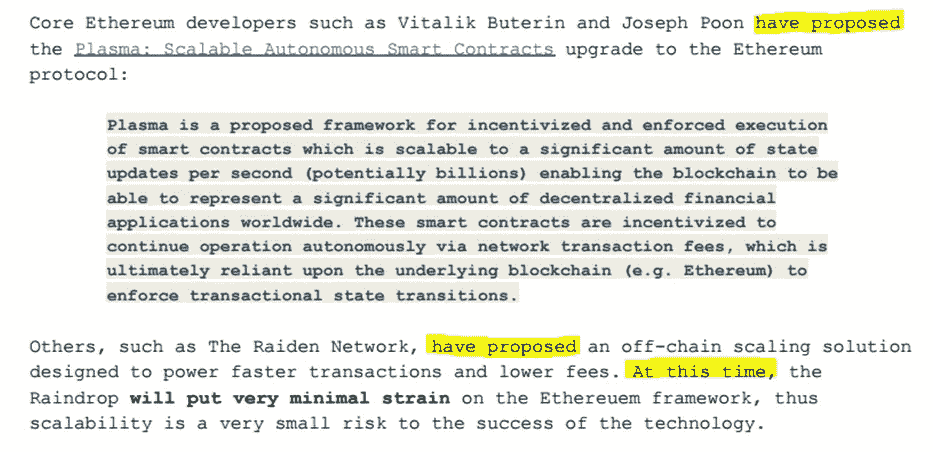 Core Ethereum developers such as Vitalik Buterin and Joseph Poon have proposed
the Plasma: Scalable Autonomous Smart Contracts upgrade to the Ethereum
protocol:
Plasma is a proposed framework for incentivized and enforced execution
of smart contracts which is scalable to a significant amount of state
updates per second (potentially billions) enabling the blockchain to be
able to represent a significant amount of decentralized financial
applications worldwide. These smart contracts are incentivized to
continue operation autonomously via network transaction fees, which is
ultimately reliant upon the underlying blockchain (e.g. Ethereum) to
enforce transactional state transitions.
Others, such as The Raiden Network, have proposed an off-chain scaling solution
designed to power faster transactions and lower fees. At this time, the
Raindrop will put very minimal strain on the Ethereuem framework, thus
scalability is a very small risk to the success of the technology.